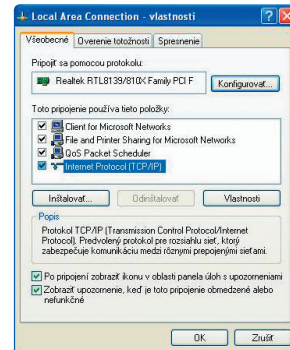 Local Area Connection - vlastnosti
Všeobecné Overenie totožnosti Spresnenie
Pripojiť sa pomocou protokolu:
Realtek RTL8139/810X Family PCI F Konfigurovať...
Toto pripojenie používa tieto položky:
Client for Microsoft Networks
File and Printer Sharing for Microsoft Networks
QoS Packet Scheduler
Internet Protocol (TCP/IP)
Inštalovať... Odinštalovať Vlastnosti
Popis
Protokol TCP/IP (Transmission Control Protocol/Internet
Protocol). Predvolený protokol pre rozsiahlu sieť, ktorý
zabezpečuje komunikáciu medzi rôznymi prepojenými sieťami.
Po pripojení zobraziť ikonu v oblasti panela úloh s upozorneniami
Zobraziť upozornenie, keď je toto pripojenie obmedzené alebo
nefunkčné
OK Zrušiť